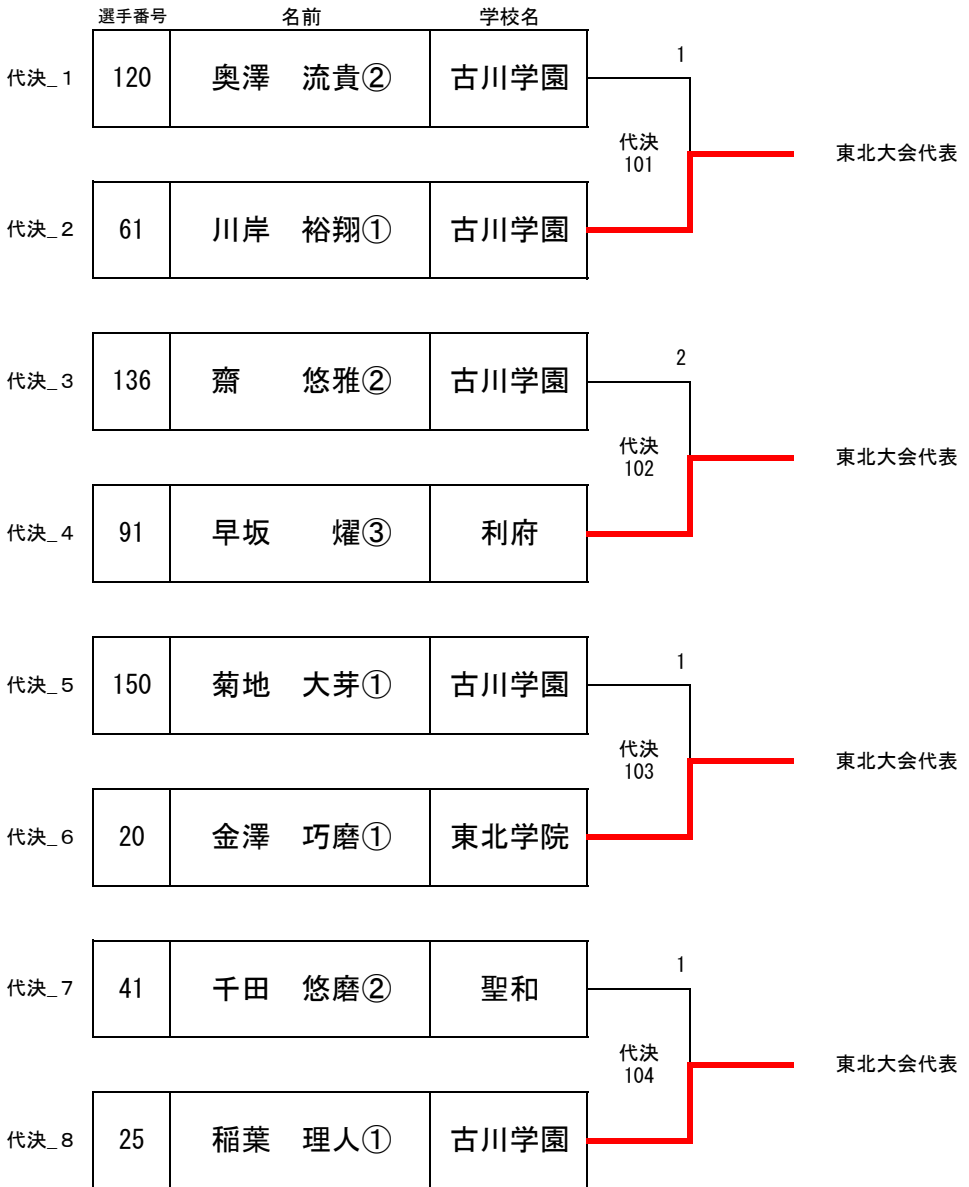 選手番号 名前 学校名
代決_1 120 奥澤 流貴② 古川学園
1
代決
101
東北大会代表
代決_2 61 川岸 裕翔① 古川学園
代決_3 136 齋 悠雅② 古川学園
2
代決
102
東北大会代表
代決_4 91 早坂 燿③ 利府
代決_5 150 菊地 大芽① 古川学園
1
代決
103
東北大会代表
代決_6 20 金澤 巧磨① 東北学院
代決_7 41 千田 悠磨② 聖和
1
代決
104
東北大会代表
代決_8 25 稲葉 理人① 古川学園